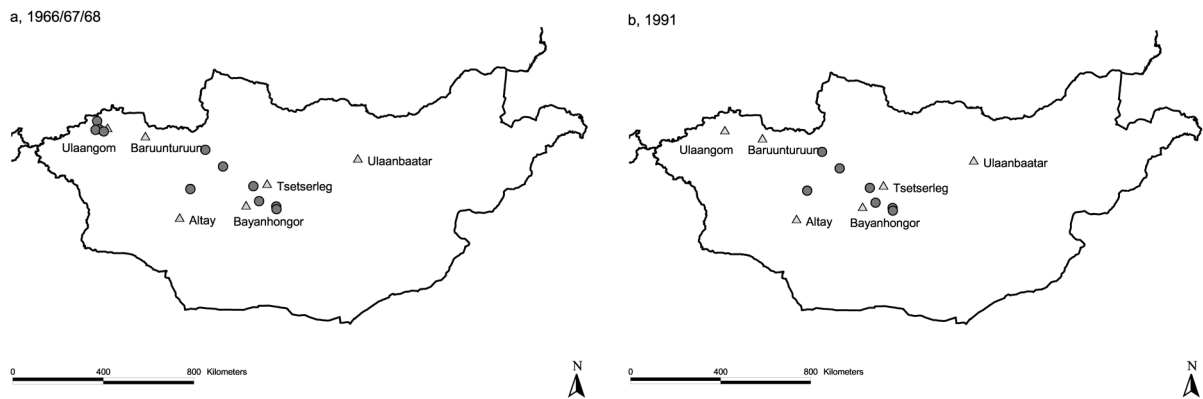 a, 1966/67/68
Ulaangom
Baruunturuun
Ulaanbaatar
Tsetserleg
Altay
Bayanhongor
0 400 800 Kilometers
N
b, 1991
Ulaangom
Baruunturuun
Ulaanbaatar
Tsetserleg
Altay
Bayanhongor
0 400 800 Kilometers
N